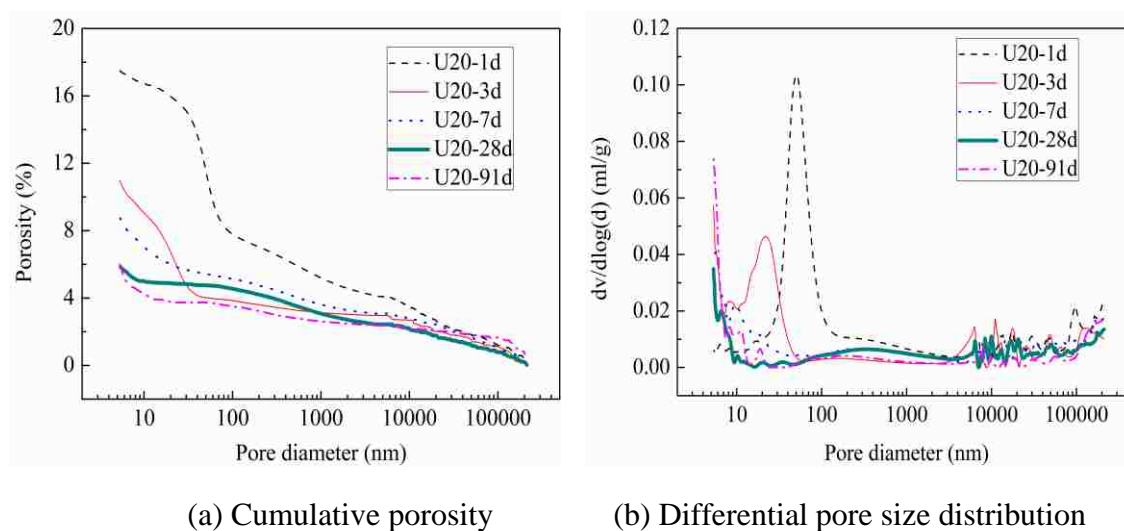 20
16
12
8
4
0
Porosity (%)
U20-1d
U20-3d
U20-7d
U20-28d
U20-91d
10 100 1000 10000 100000
Pore diameter (nm)
0.12
0.10
0.08
0.06
0.04
0.02
0.00
dv/dlog(d) (ml/g)
U20-1d
U20-3d
U20-7d
U20-28d
U20-91d
10 100 1000 10000 100000
Pore diameter (nm)
(a) Cumulative porosity
(b) Differential pore size distribution